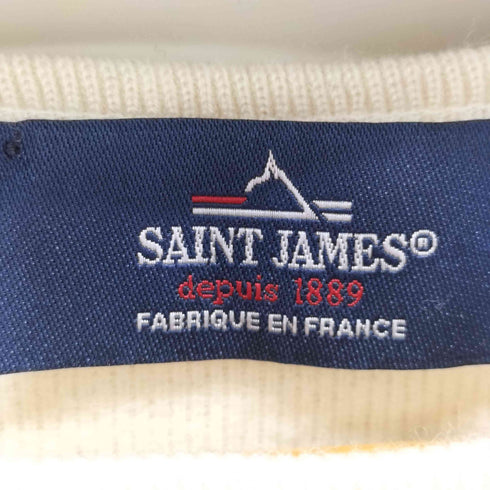 SAINT JAMES®
depuis 1889
FABRIQUE EN FRANCE